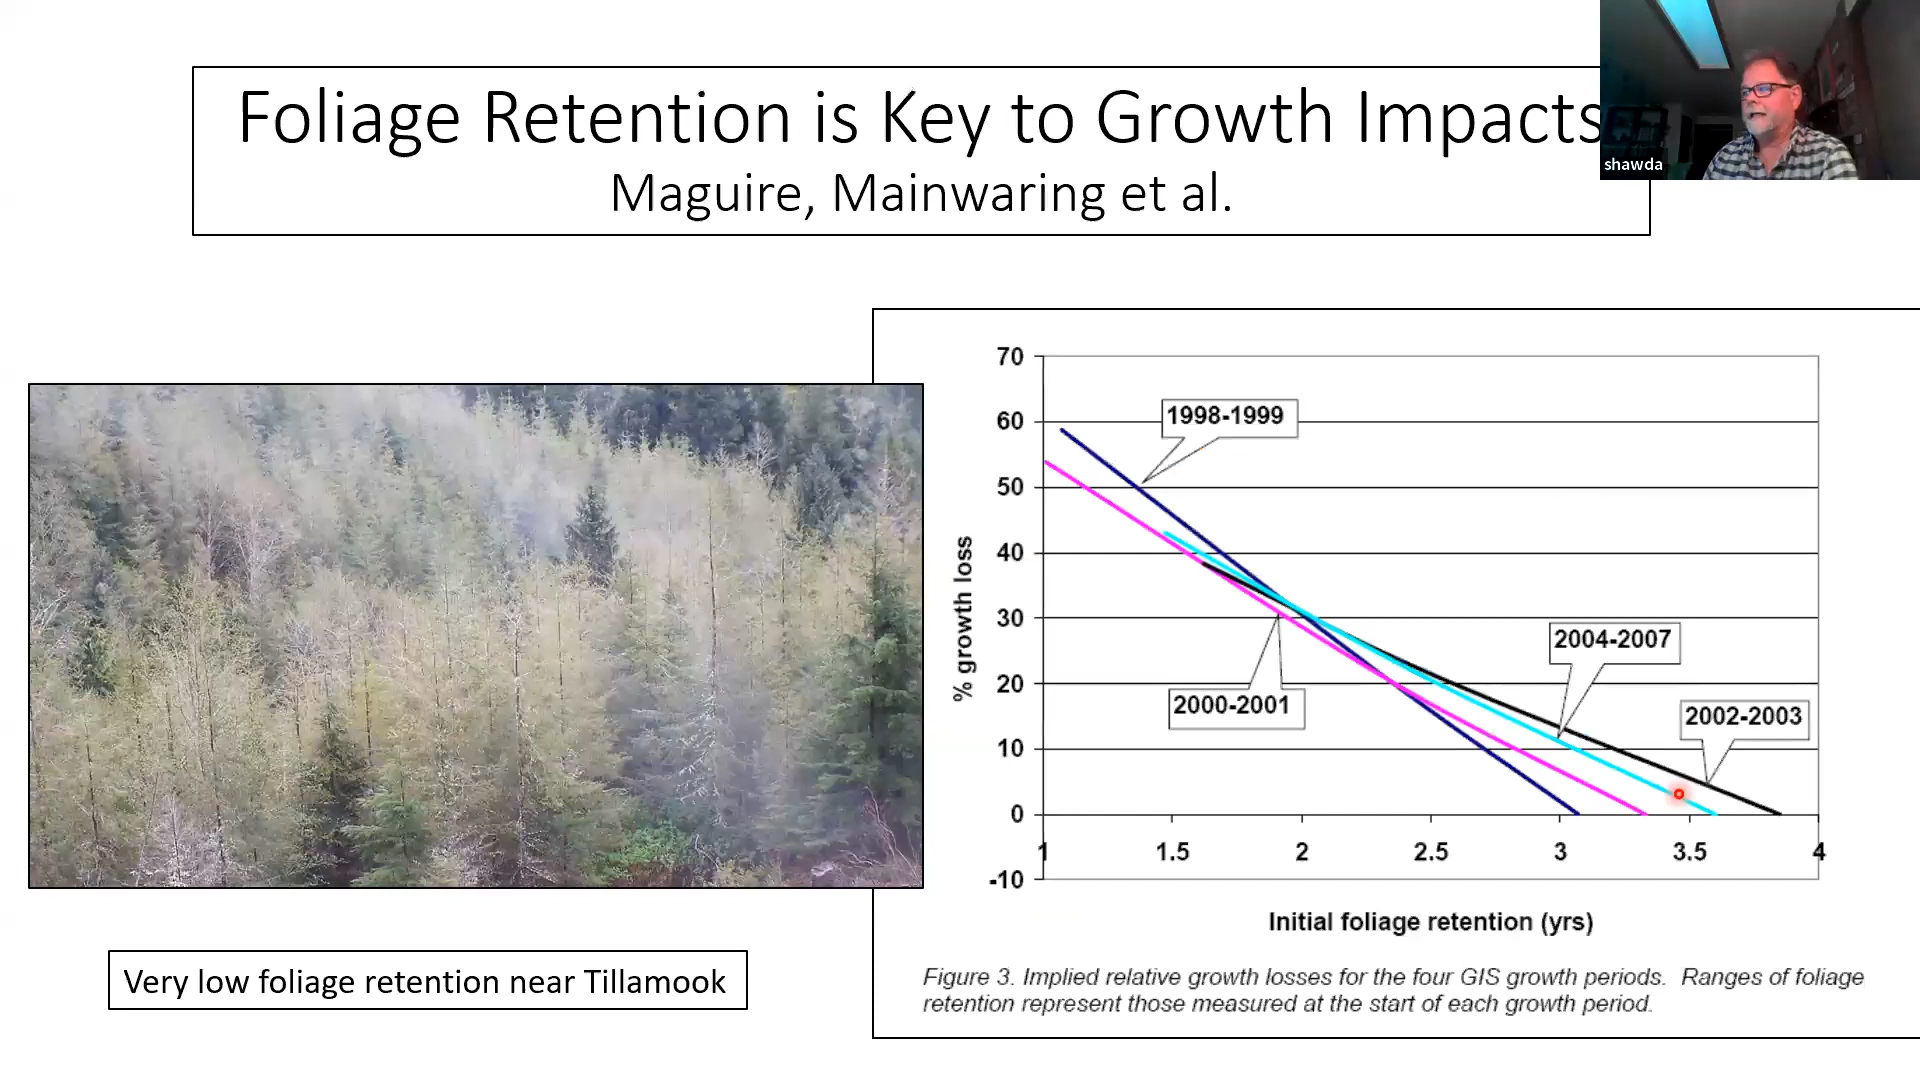 Foliage Retention is Key to Growth Impacts
Maguire, Mainwaring et al.
shawda
70
60
50
40
30
20
10
0
-10
% growth loss
1998-1999
2000-2001
2004-2007
2002-2003
1 1.5 2 2.5 3 3.5 4
Initial foliage retention (yrs)
Figure 3. Implied relative growth losses for the four GIS growth periods. Ranges of foliage
retention represent those measured at the start of each growth period.
Very low foliage retention near Tillamook